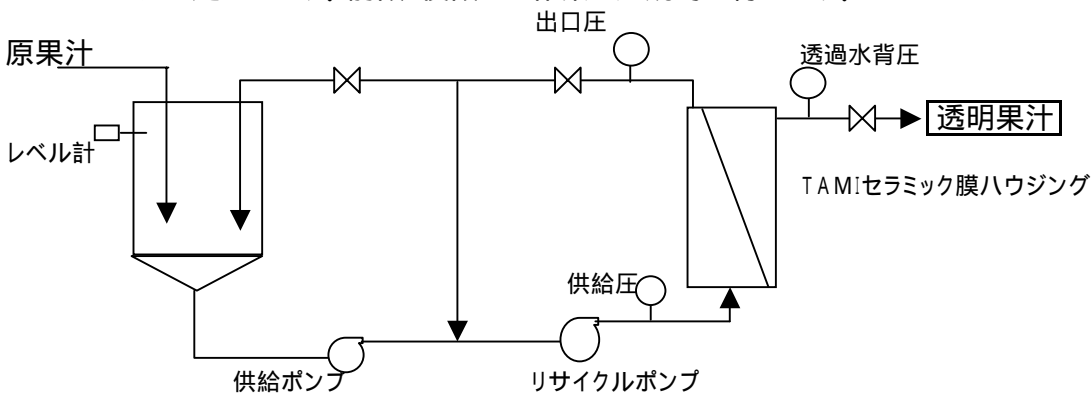 出口圧
原果汁
透過水背圧
透明果汁
レベル計
TAMIセラミック膜ハウジング
供給圧
供給ポンプ
リサイクルポンプ